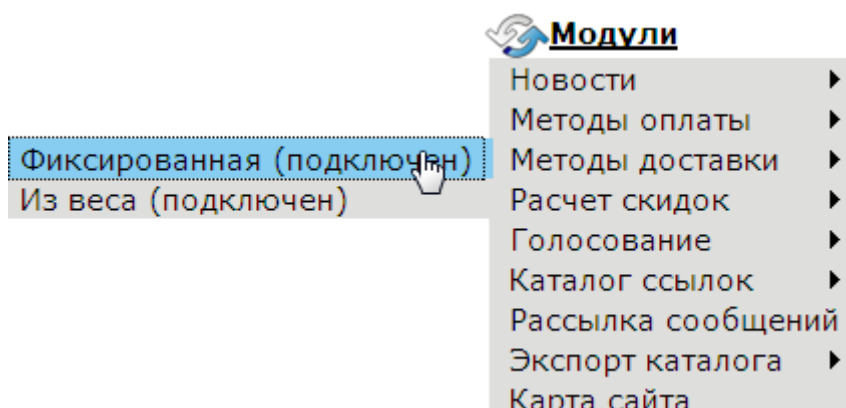 Модули
Новости
Методы оплаты
Фиксированная (подключен)
Методы доставки
Из веса (подключен)
Расчет скидок
Голосование
Каталог ссылок
Рассылка сообщений
Экспорт каталога
Карта сайта